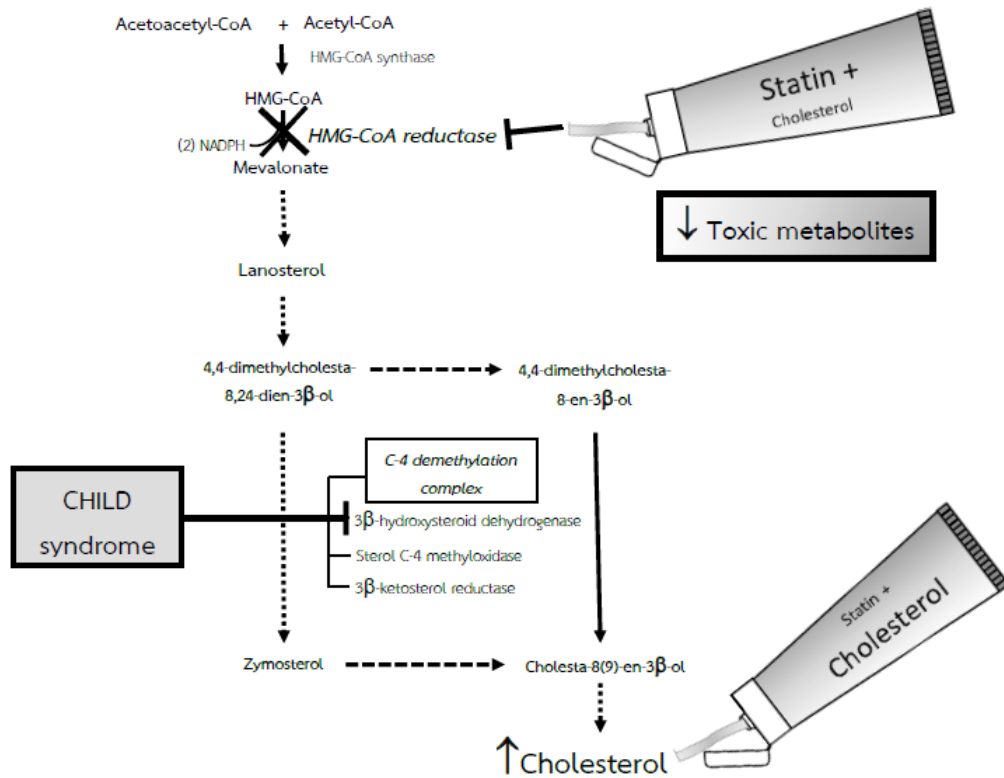 Acetoacetyl-CoA + Acetyl-CoA
HMG-CoA synthase
HMG-CoA
(2) NADPH
HMG-CoA reductase
Mevalonate
Statin +
Cholesterol
↓ Toxic metabolites
Lanosterol
4,4-dimethylcholesta-
8,24-dien-3β-ol
4,4-dimethylcholesta-
8-en-3β-ol
CHILD
syndrome
C-4 demethylation
complex
3β-hydroxysteroid dehydrogenase
Sterol C-4 methyloxidase
3β-ketosterol reductase
Zymosterol
Cholesta-8(9)-en-3β-ol
Statin +
Cholesterol
↑Cholesterol